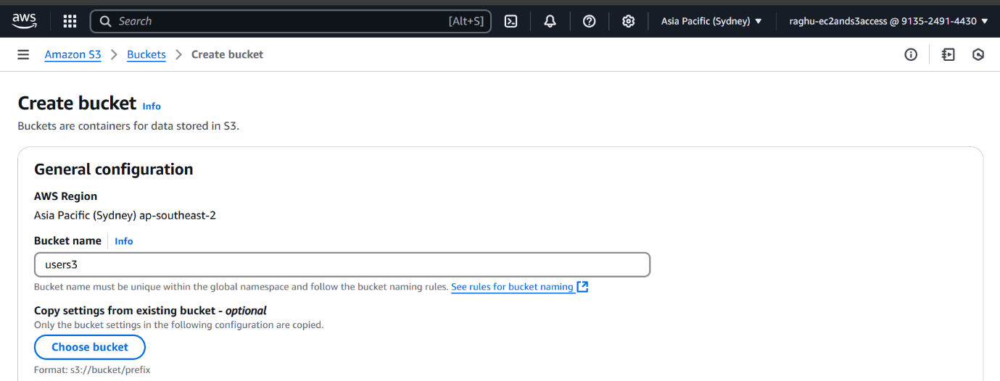 aws Search [Alt+S] Asia Pacific (Sydney) raghu-ec2ands3access @ 9135-2491-4430
Amazon S3 Buckets Create bucket
Create bucket Info
Buckets are containers for data stored in S3.
General configuration
AWS Region
Asia Pacific (Sydney) ap-southeast-2
Bucket name Info
users3
Bucket name must be unique within the global namespace and follow the bucket naming rules. See rules for bucket naming
Copy settings from existing bucket - optional
Only the bucket settings in the following configuration are copied.
Choose bucket
Format: s3://bucket/prefix